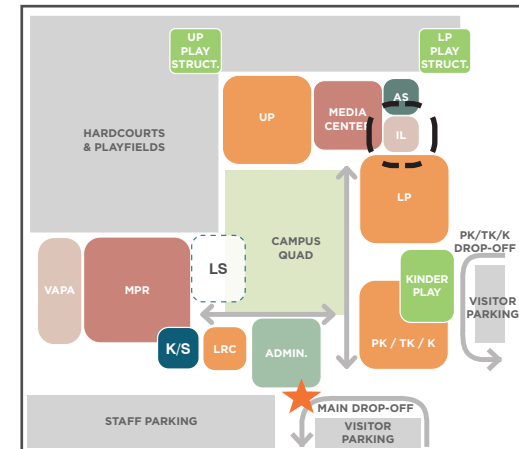 UP
PLAY
STRUCT.
LP
PLAY
STRUCT.
UP
MEDIA
CENTER
AS
IL
HARDCOURTS
& PLAYFIELDS
LP
CAMPUS
QUAD
PK/TK/K
DROP-OFF
VAPA
MPR
LS
KINDER
PLAY
VISITOR
PARKING
K/S
LRC
ADMIN.
PK / TK / K
MAIN DROP-OFF
STAFF PARKING
VISITOR
PARKING